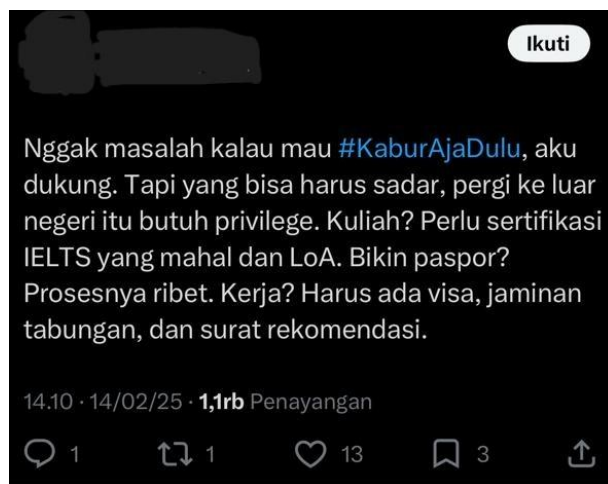 Ikuti
Nggak masalah kalau mau #KaburAjaDulu, aku
dukung. Tapi yang bisa harus sadar, pergi ke luar
negeri itu butuh privilege. Kuliah? Perlu sertifikasi
IELTS yang mahal dan LoA. Bikin paspor?
Prosesnya ribet. Kerja? Harus ada visa, jaminan
tabungan, dan surat rekomendasi.
14.10 · 14/02/25 · 1,1rb Penayangan
1 1 13 3